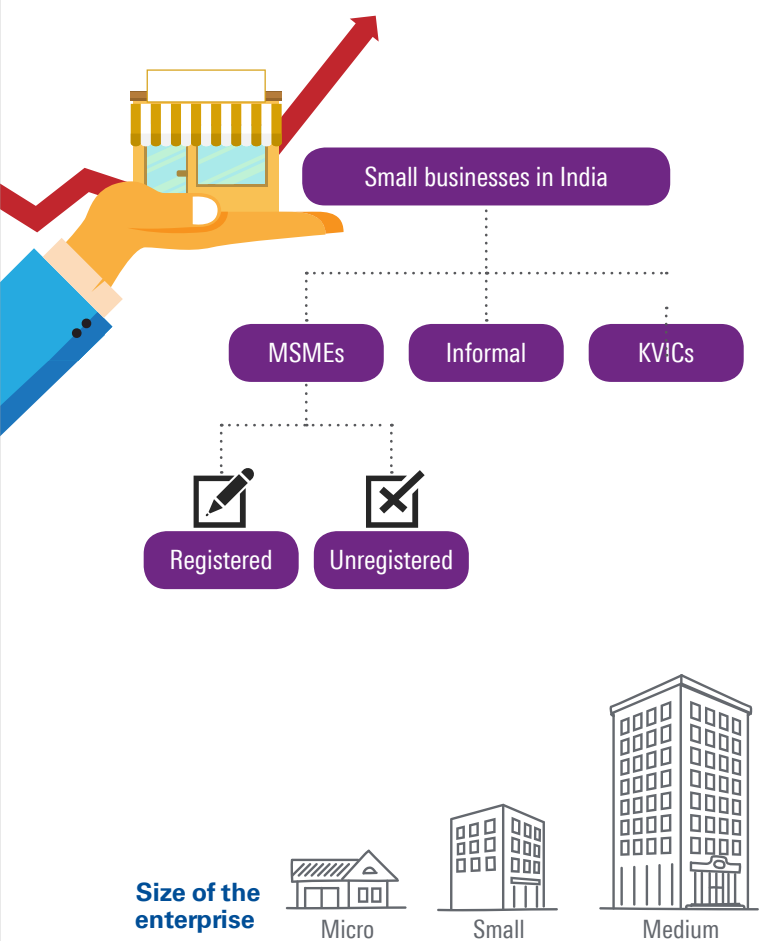 Small businesses in India
MSMEs
Informal
KVICs
Registered
Unregistered
Size of the
enterprise
Micro
Small
Medium